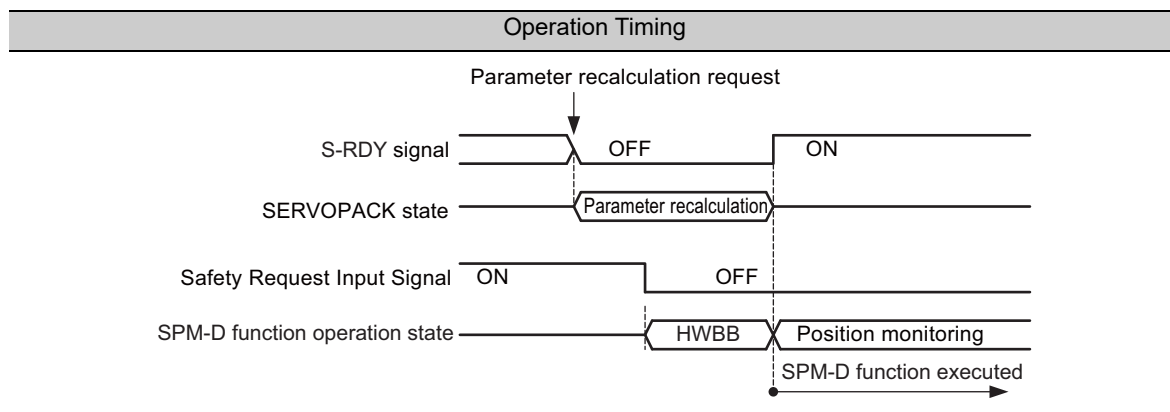 Operation Timing
Parameter recalculation request
S-RDY signal OFF ON
SERVOPACK state Parameter recalculation
Safety Request Input Signal ON OFF
SPM-D function operation state HWBB Position monitoring
SPM-D function executed